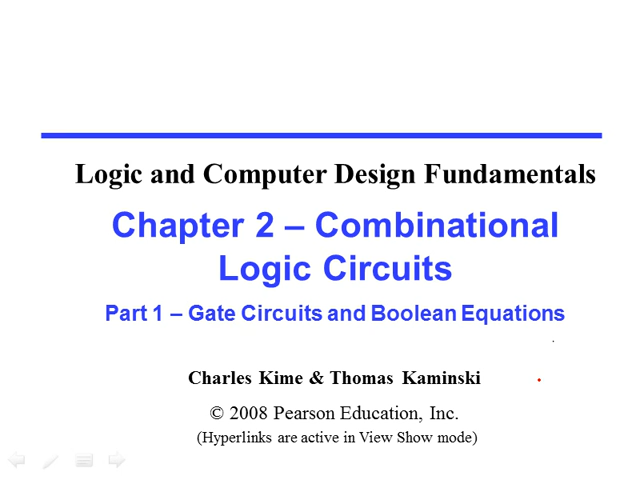 Logic and Computer Design Fundamentals
Chapter 2 – Combinational
Logic Circuits
Part 1 – Gate Circuits and Boolean Equations
Charles Kime & Thomas Kaminski
© 2008 Pearson Education, Inc.
(Hyperlinks are active in View Show mode)